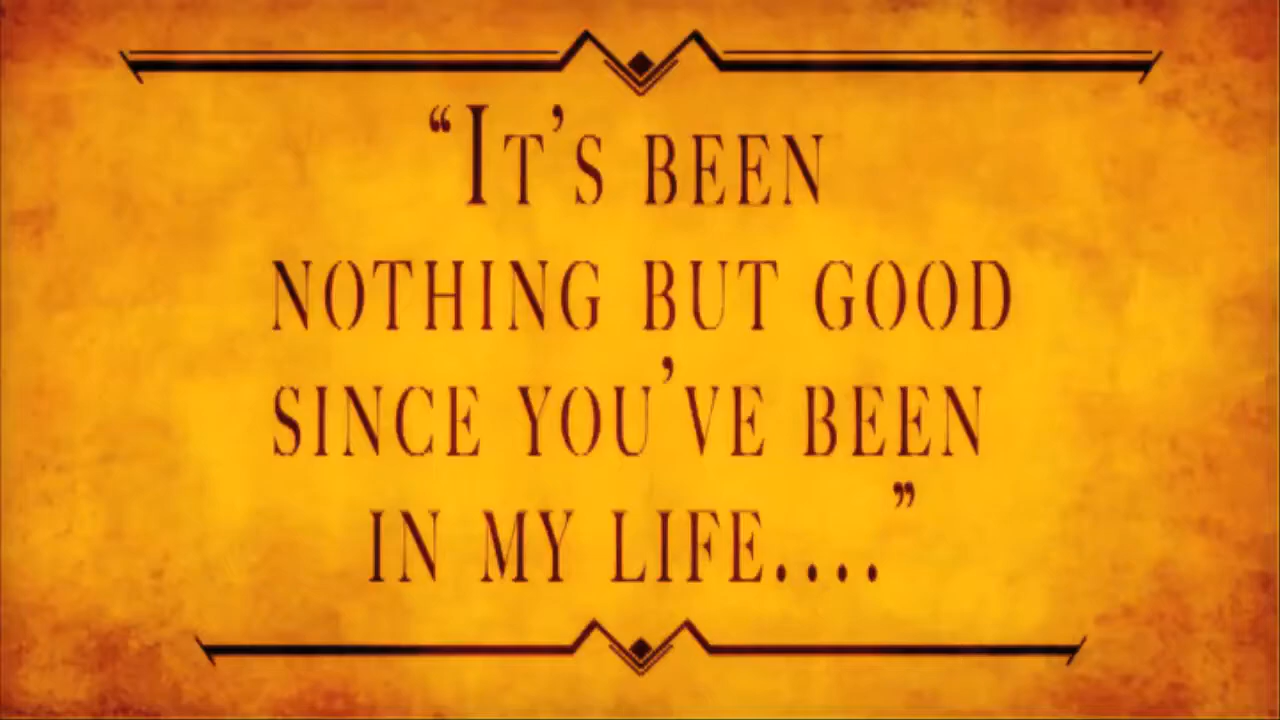 “It’s been
nothing but good
since you’ve been
in my life....”